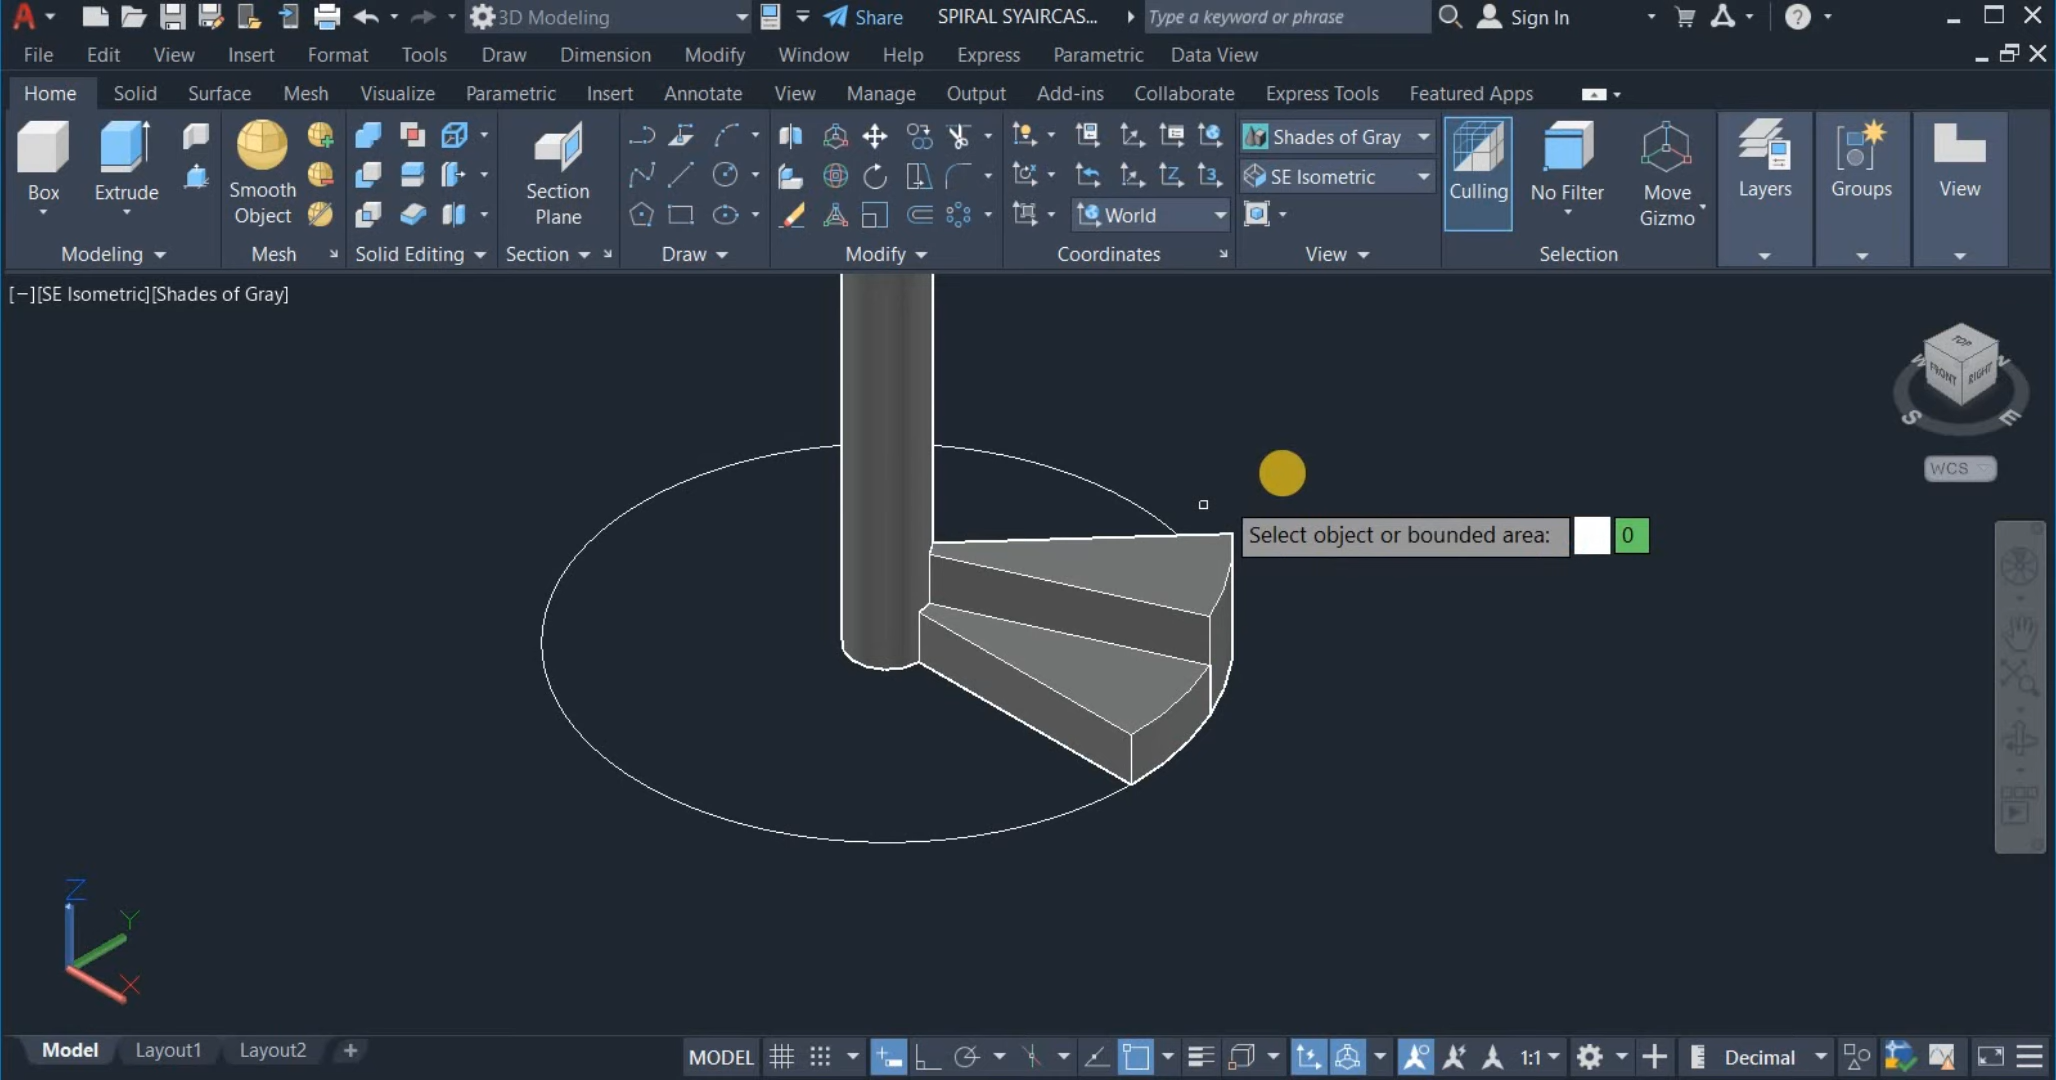 3D Modeling Share SPIRAL SYAIRCAS... Type a keyword or phrase Sign In
File Edit View Insert Format Tools Draw Dimension Modify Window Help Express Parametric Data View
Home Solid Surface Mesh Visualize Parametric Insert Annotate View Manage Output Add-ins Collaborate Express Tools Featured Apps
Box
Extrude
Smooth
Object
Section
Plane
World
Shades of Gray
SE Isometric
Culling
No Filter
Move
Gizmo
Layers
Groups
View
Modeling Mesh Solid Editing Section Draw Modify Coordinates View Selection
[−][SE Isometric][Shades of Gray]
TOP
FRONT
RIGHT
W
N
S
E
WCS
Select object or bounded area: 0
Z
Y
X
Model Layout1 Layout2 +
MODEL 1:1 Decimal